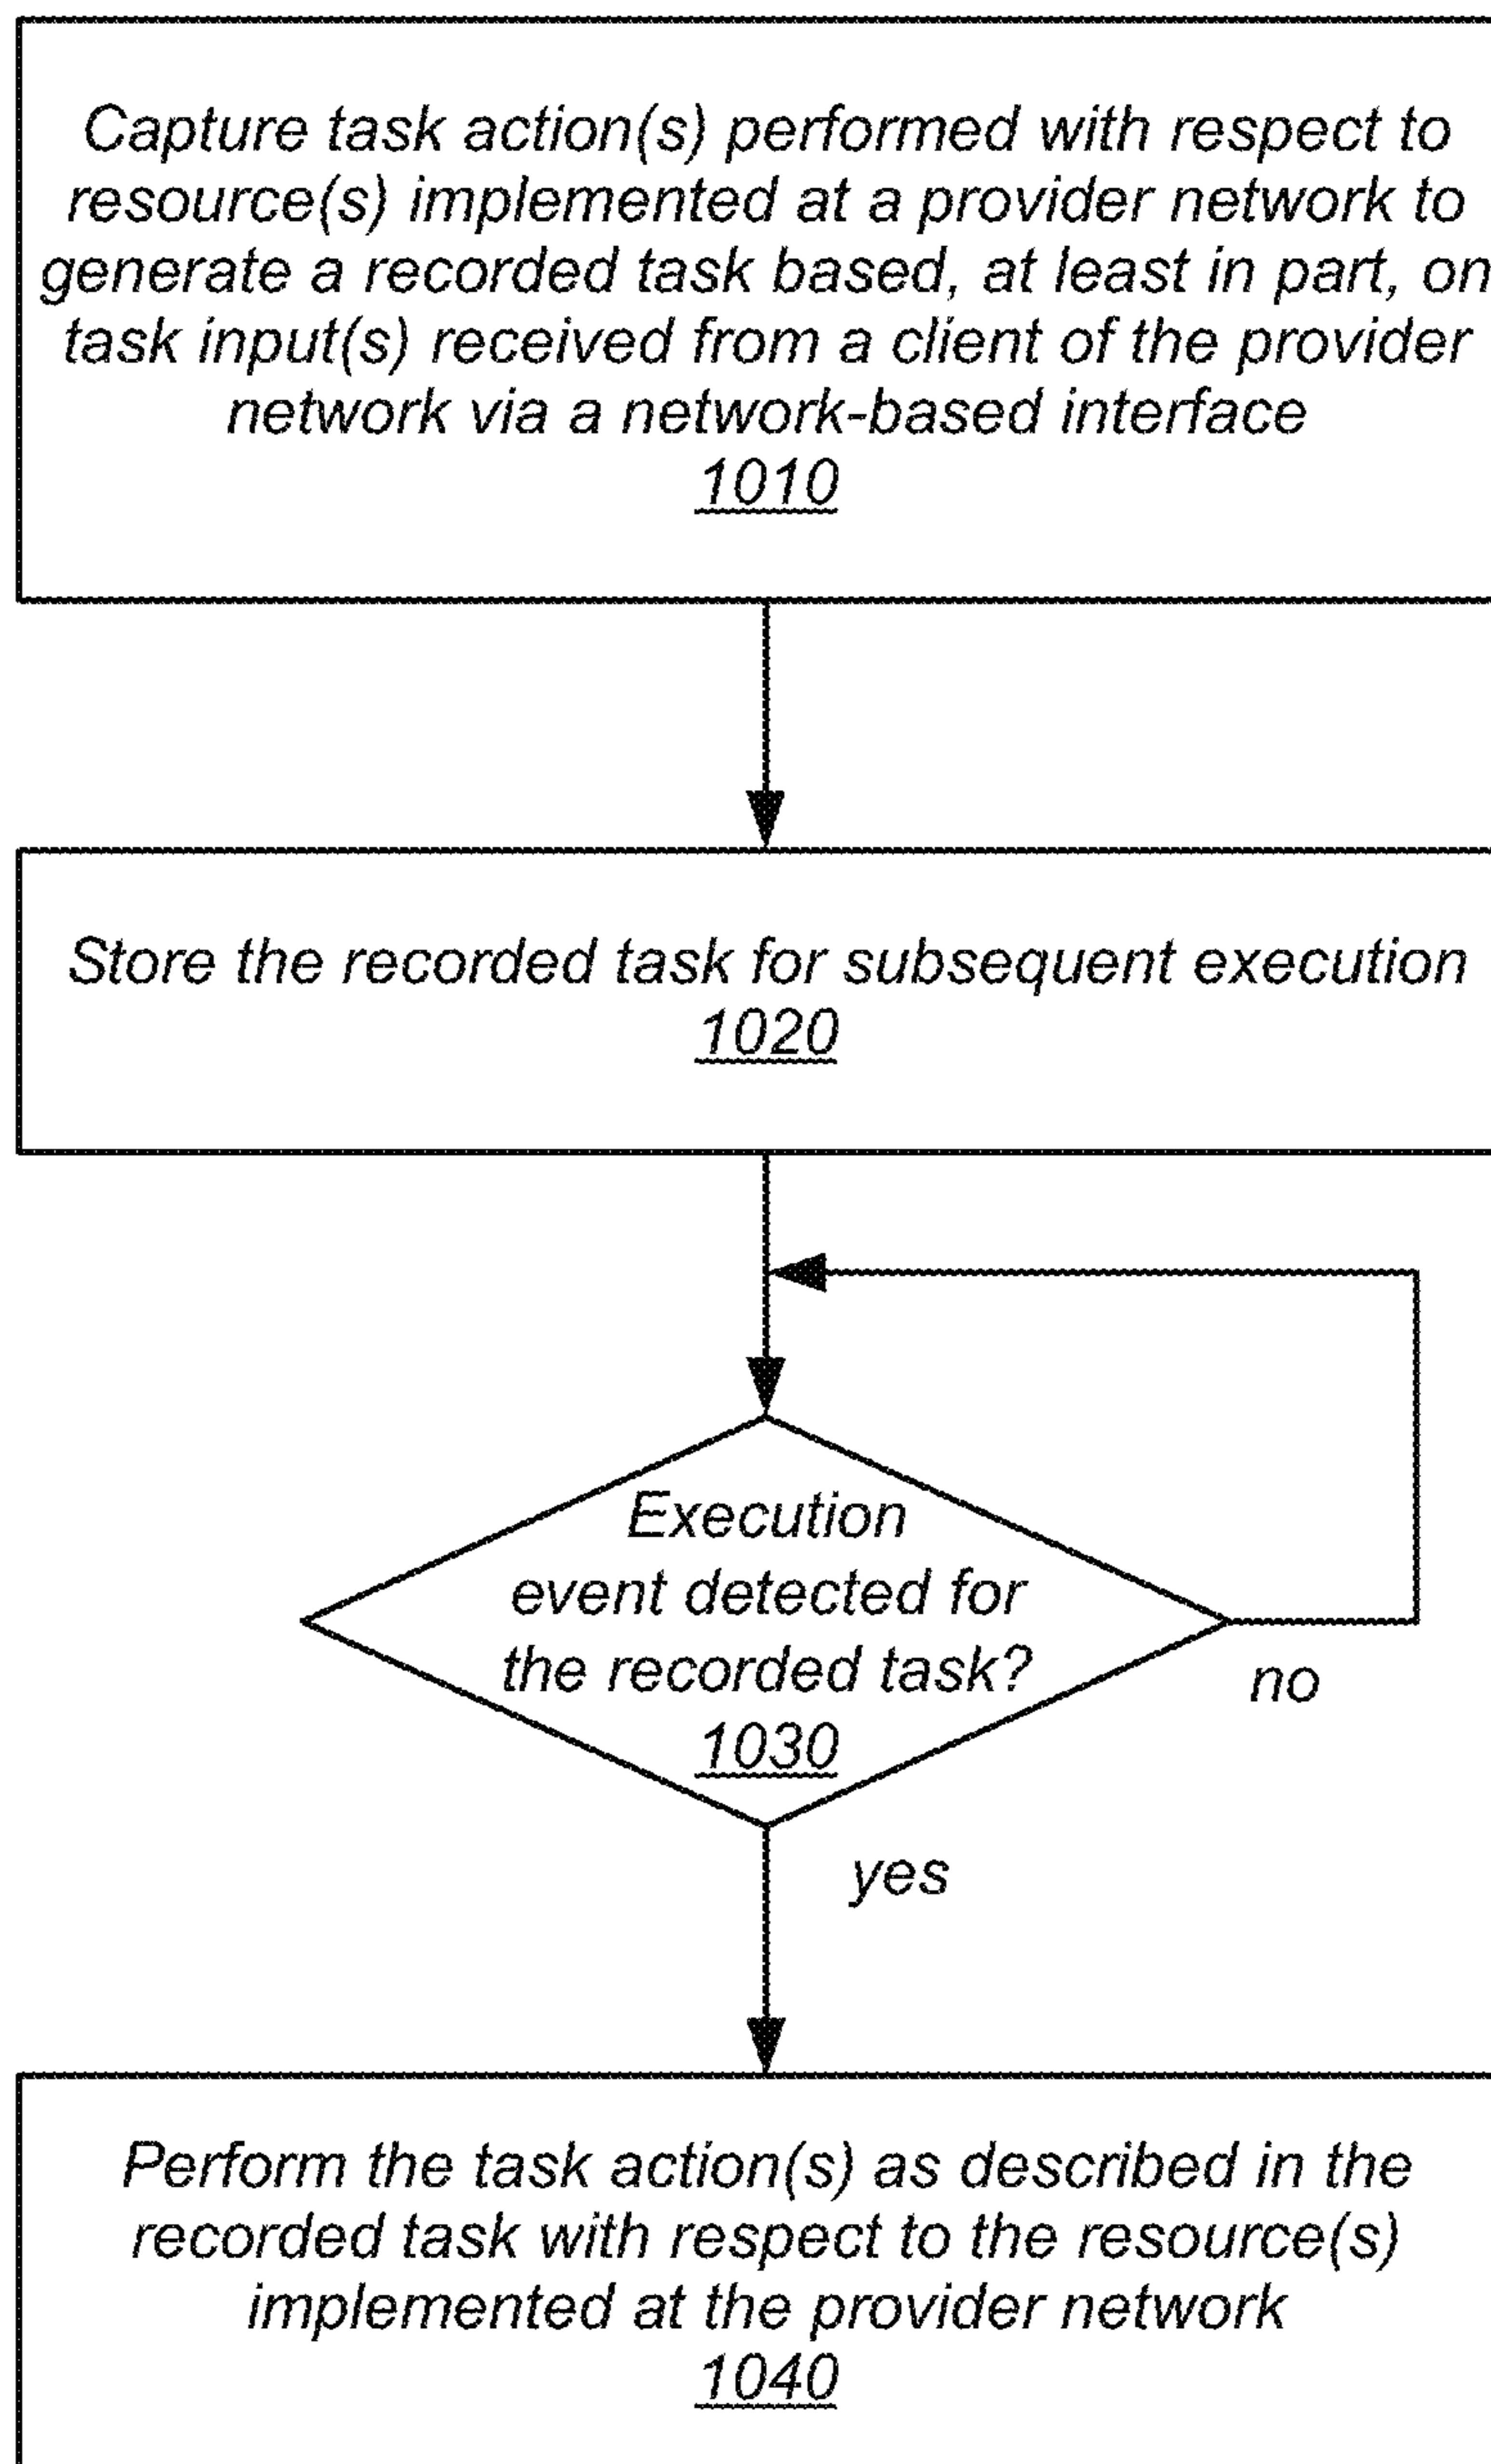 Capture task action(s) performed with respect to
resource(s) implemented at a provider network to
generate a recorded task based, at least in part, on
task input(s) received from a client of the provider
network via a network-based interface
1010
Store the recorded task for subsequent execution
1020
Execution
event detected for
the recorded task?
1030
no
yes
Perform the task action(s) as described in the
recorded task with respect to the resource(s)
implemented at the provider network
1040